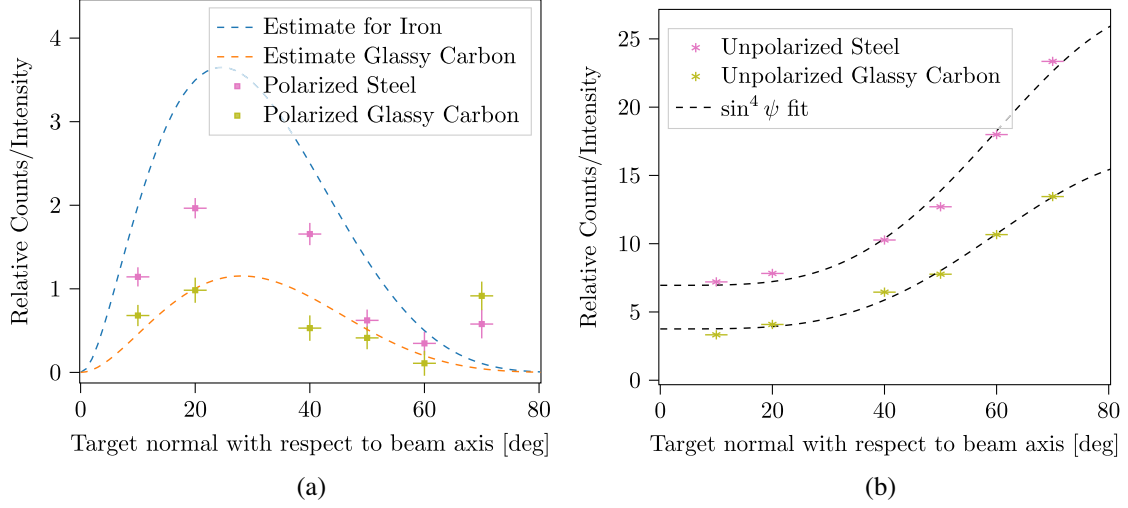 Relative Counts/Intensity
4
3
2
1
0
Estimate for Iron
Estimate Glassy Carbon
Polarized Steel
Polarized Glassy Carbon
0 20 40 60 80
Target normal with respect to beam axis [deg]
(a)
Relative Counts/Intensity
25
20
15
10
5
0
Unpolarized Steel
Unpolarized Glassy Carbon
sin⁴ ψ fit
0 20 40 60 80
Target normal with respect to beam axis [deg]
(b)